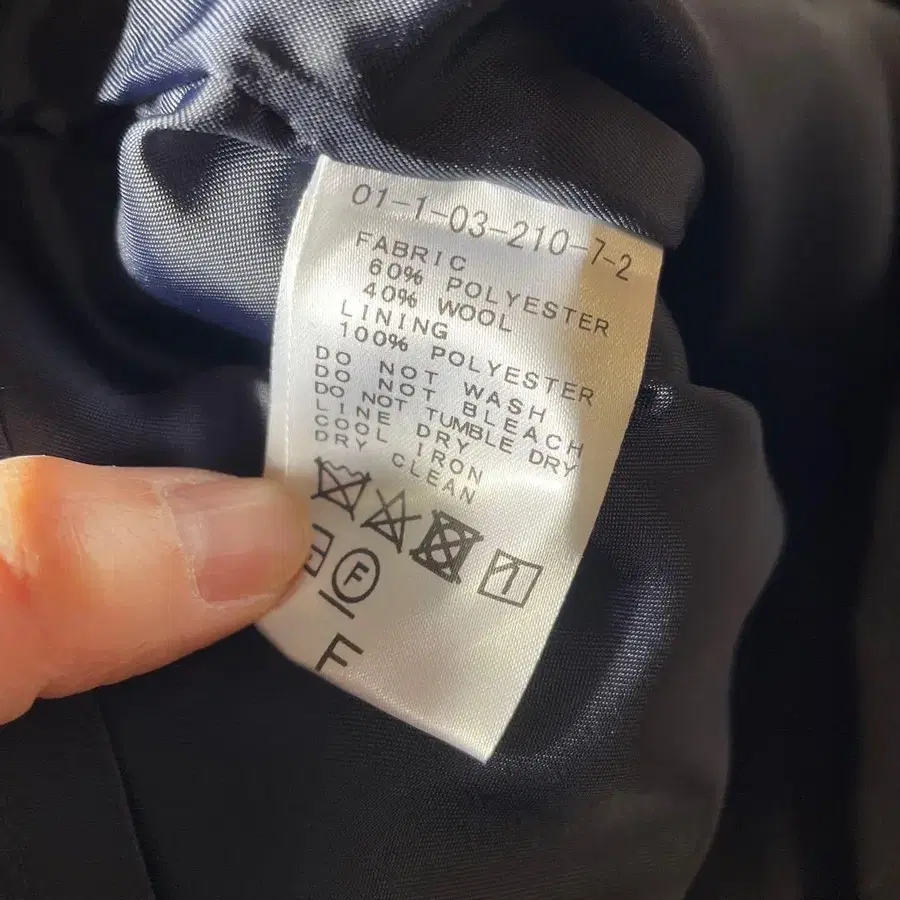 01-1-03-210-7-2
FABRIC
60% POLYESTER
40% WOOL
LINING
100% POLYESTER
DO NOT WASH
DO NOT BLEACH
DO NOT TUMBLE DRY
LINE DRY
COOL IRON
DRY CLEAN
F
F